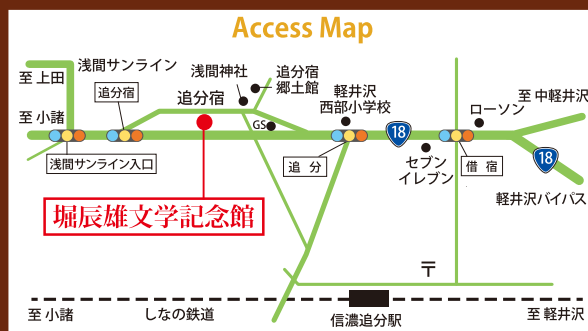 Access Map
至 上田
浅間サンライン
浅間神社
追分宿
郷土館
追分宿
追分宿
軽井沢
西部小学校
至 中軽井沢
ローソン
至 小諸
GS
18
浅間サンライン入口
追 分
セブン
イレブン
借 宿
18
軽井沢バイパス
堀辰雄文学記念館
〒
至 小諸
しなの鉄道
信濃追分駅
至 軽井沢